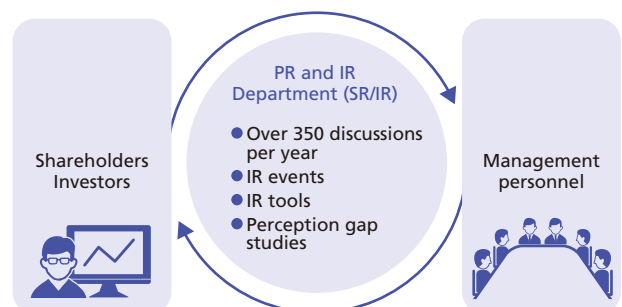 Shareholders
Investors
PR and IR
Department (SR/IR)
● Over 350 discussions
per year
● IR events
● IR tools
● Perception gap
studies
Management
personnel